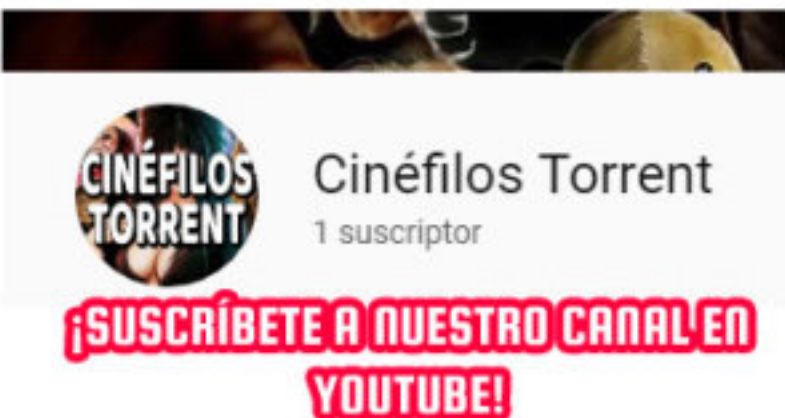 CINÉFILOS
TORRENT
Cinéfilos Torrent
1 suscriptor
¡SUSCRÍBETE A NUESTRO CANAL EN
YOUTUBE!